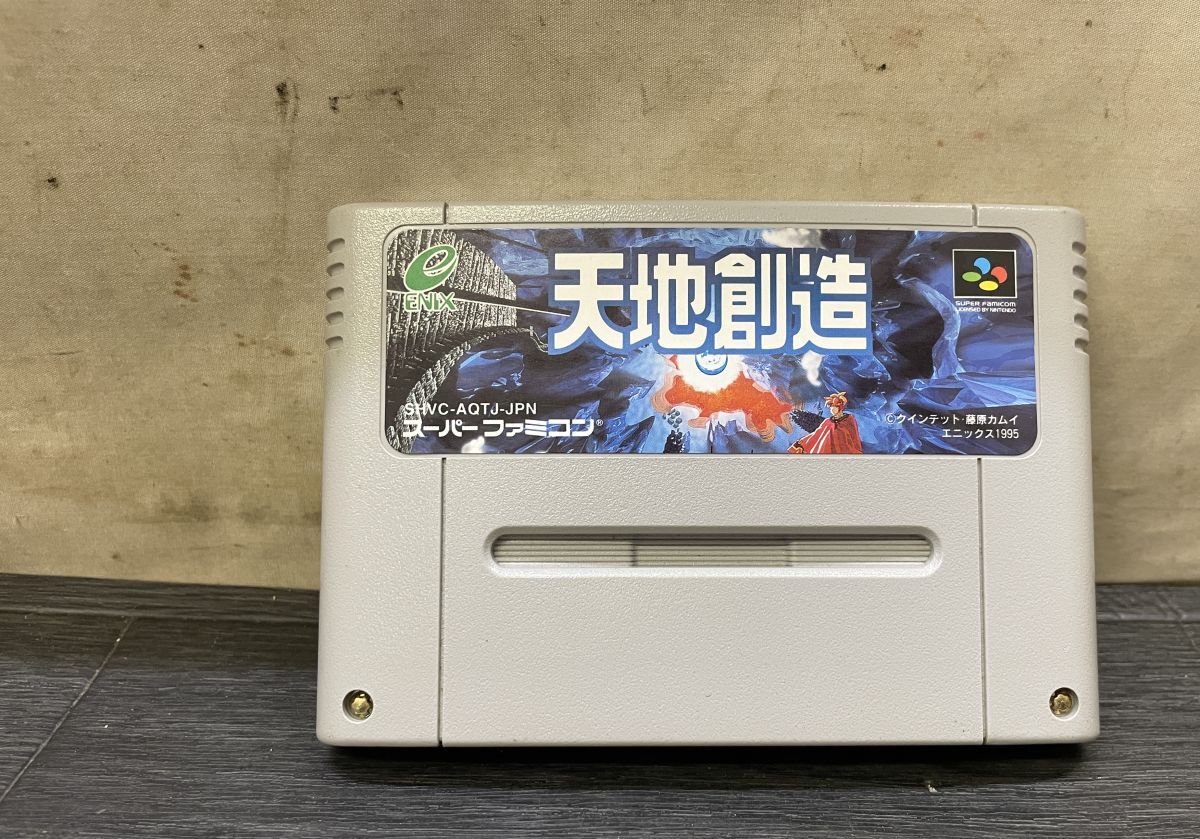 ENIX
天地創造
SUPER FAMICOM
LICENSED BY NINTENDO
SHVC-AQTJ-JPN
スーパーファミコン®
©クインテット・藤原カムイ
エニックス1995